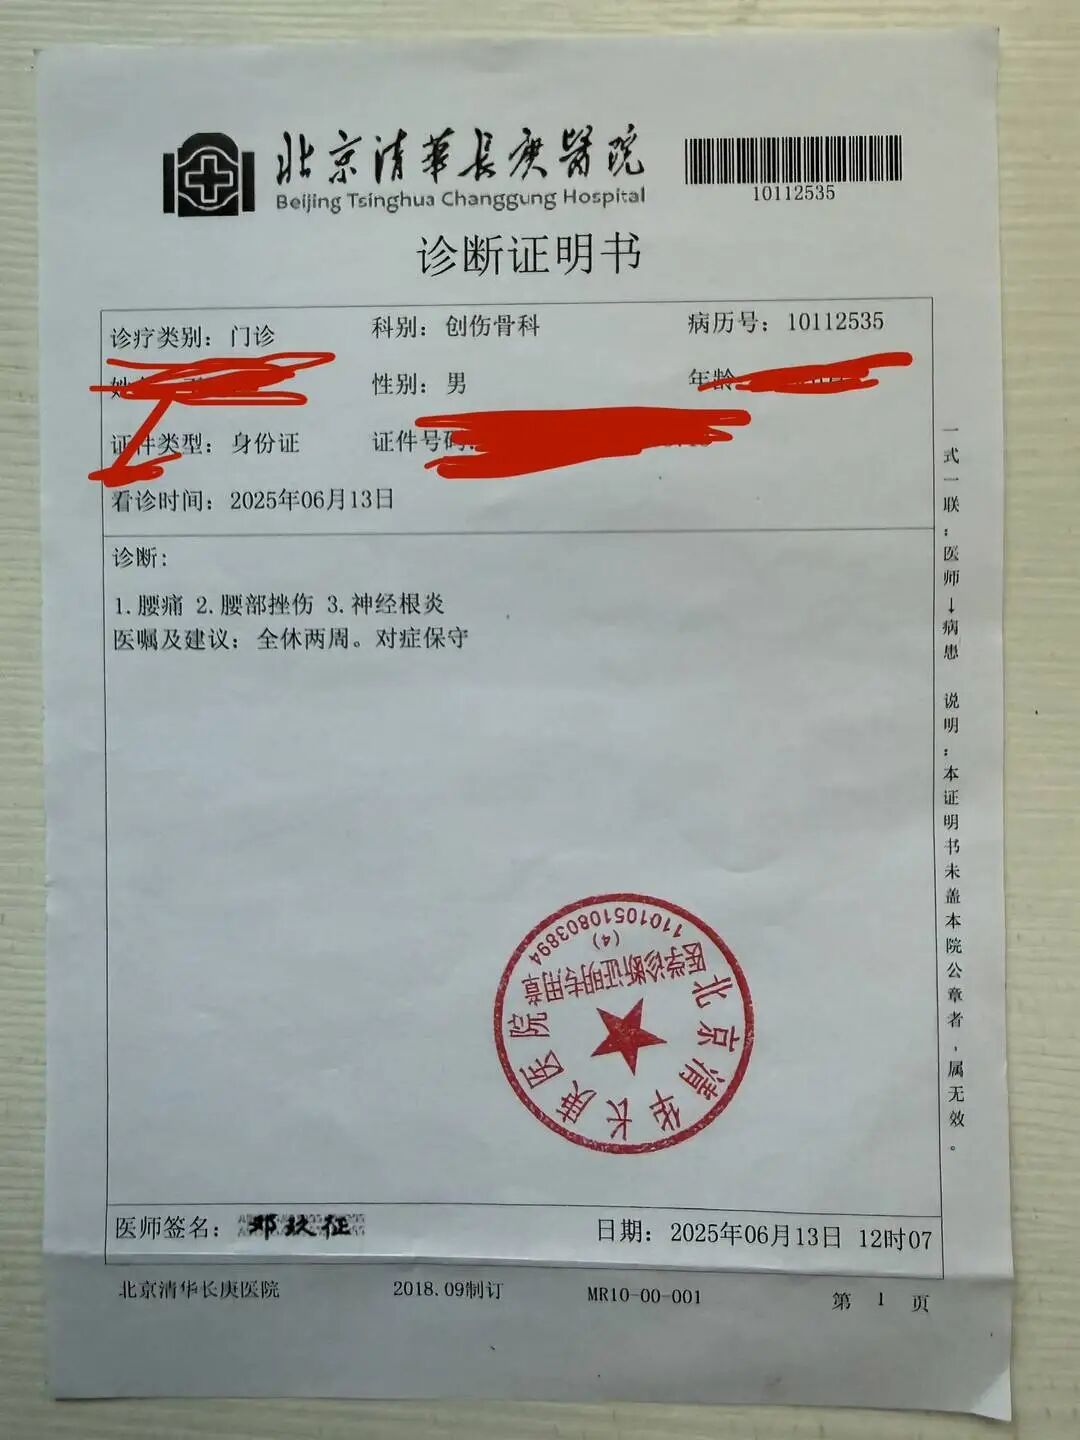 北京清華長庚醫院
Beijing Tsinghua Changgung Hospital
10112535
诊断证明书
诊疗类别：门诊 科别：创伤骨科 病历号：10112535
性别：男 年龄
证件类型：身份证 证件号码：
看诊时间：2025年06月13日
诊断：
1.腰痛 2.腰部挫伤 3.神经根炎
医嘱及建议：全休两周。对症保守
一式一联：医师→病患 说明：本证明书未盖本院公章者，属无效。
北京清华长庚医院
医学诊断证明专用章
(4)
11010510803894
医师签名： 日期：2025年06月13日 12时07
北京清华长庚医院 2018.09制订 MR10-00-001 第 1 页